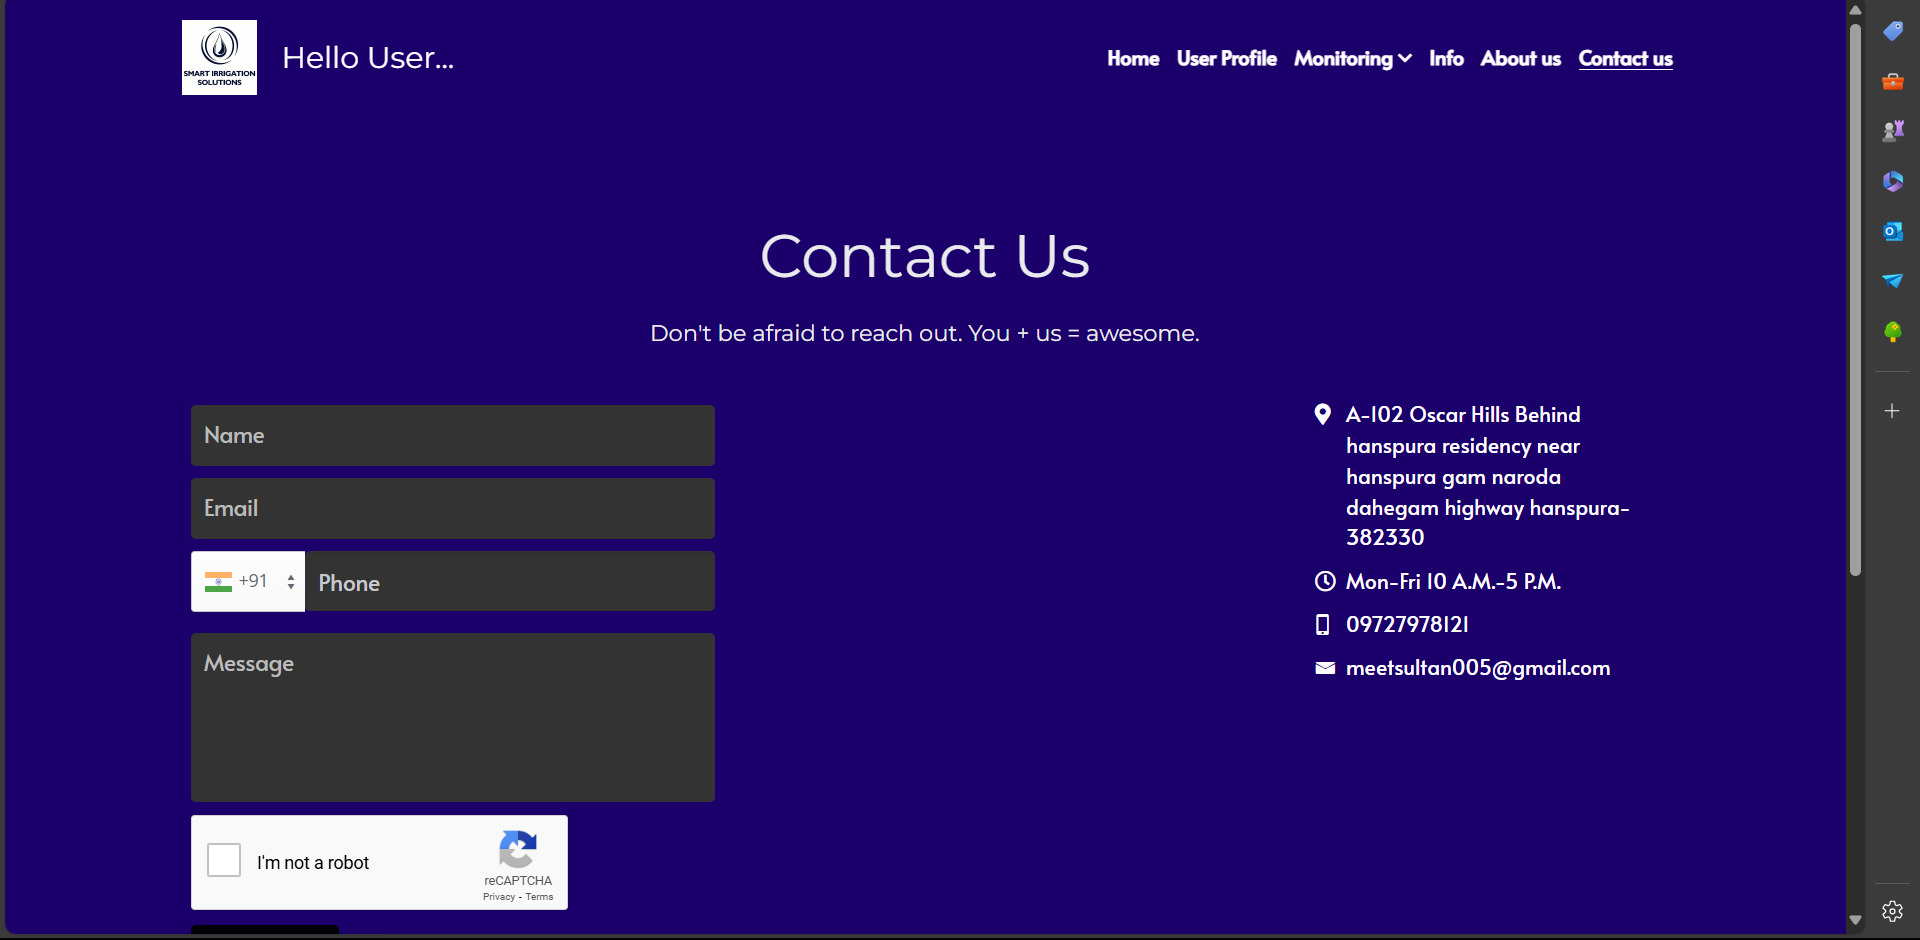 SMART IRRIGATION
SOLUTIONS
Hello User...
Home User Profile Monitoring Info About us Contact us
Contact Us
Don't be afraid to reach out. You + us = awesome.
Name
Email
+91 Phone
Message
I'm not a robot
reCAPTCHA
Privacy - Terms
A-102 Oscar Hills Behind
hanspura residency near
hanspura gam naroda
dahegam highway hanspura-
382330
Mon-Fri 10 A.M.-5 P.M.
09727978121
meetsultan005@gmail.com